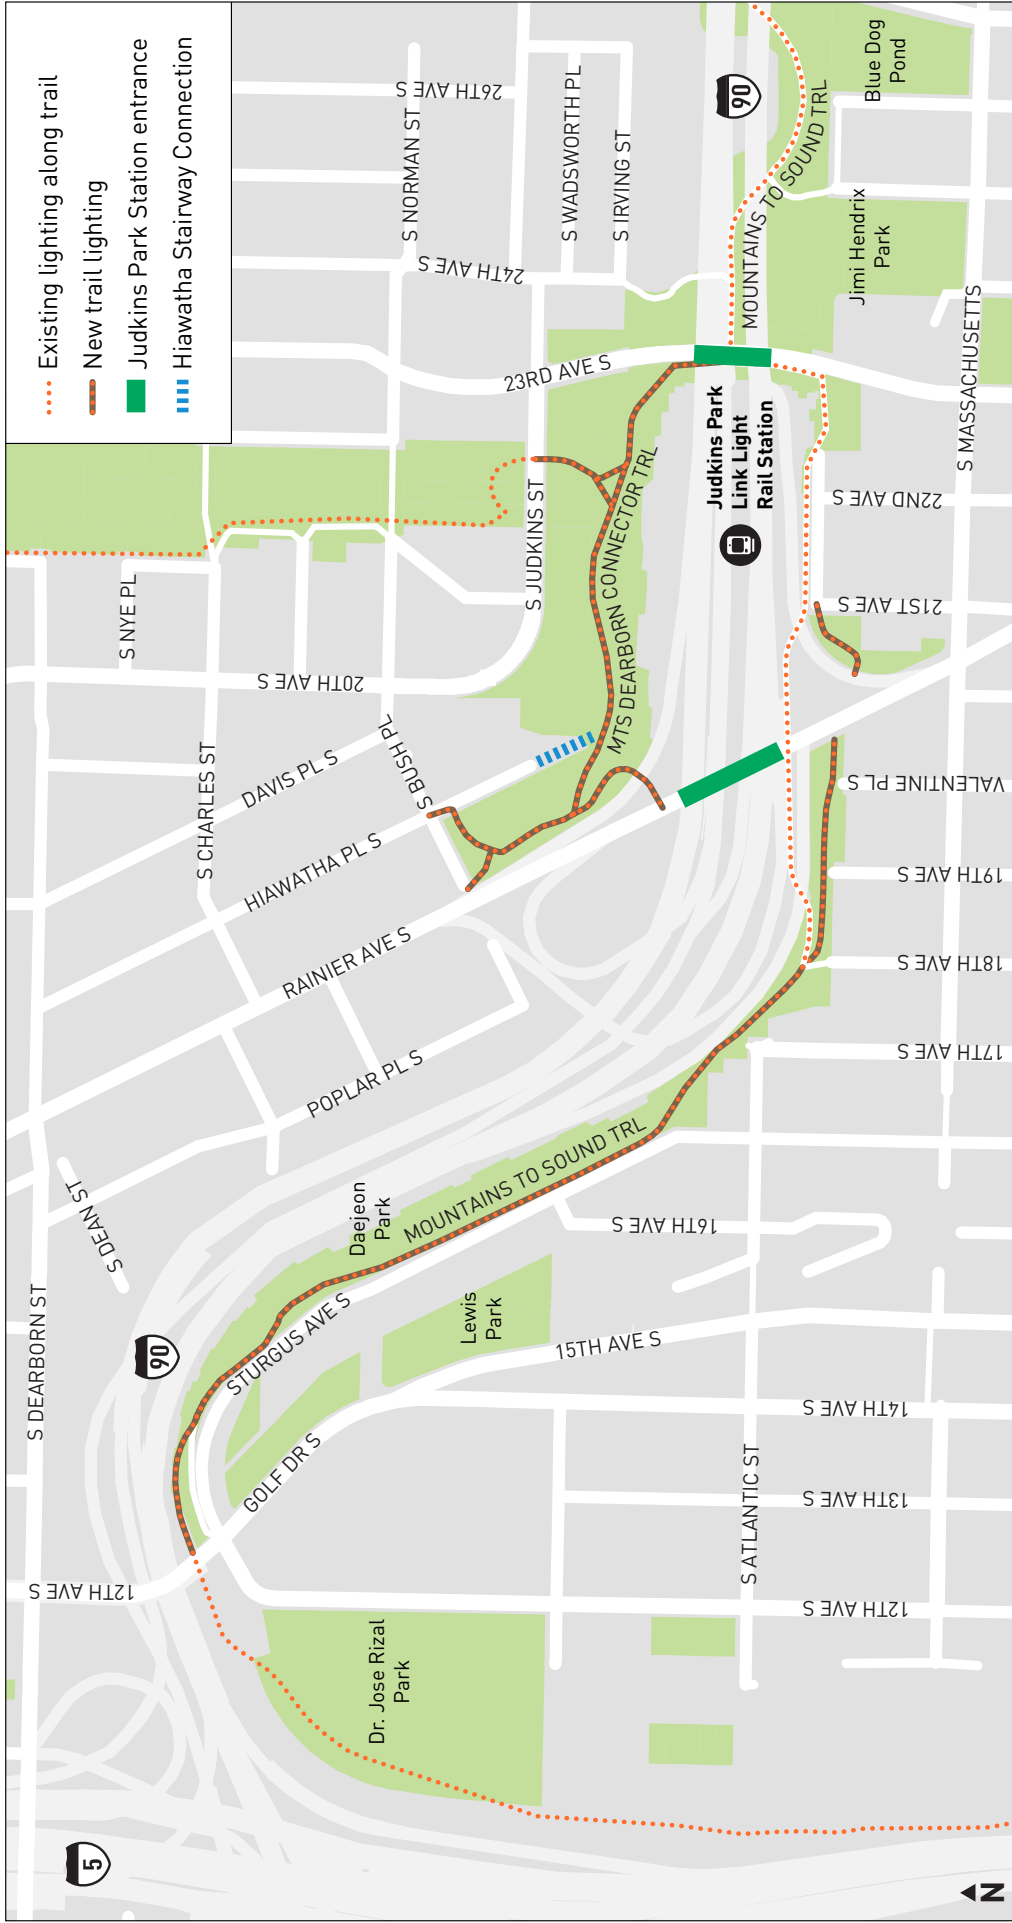 Existing lighting along trail
New trail lighting
Judkins Park Station entrance
Hiawatha Stairway Connection
5
90
90
S DEARBORN ST
S DEAN ST
12TH AVE S
GOLF DR S
STURGUS AVE S
Dr. Jose Rizal
Park
Lewis
Park
Daejeon
Park
MOUNTAINS TO SOUND TRL
15TH AVE S
16TH AVE S
14TH AVE S
13TH AVE S
12TH AVE S
S ATLANTIC ST
17TH AVE S
18TH AVE S
19TH AVE S
VALENTINE PL S
POPLAR PL S
RAINIER AVE S
HIAWATHA PL S
DAVIS PL S
S CHARLES ST
S BUSH PL
S NYE PL
20TH AVE S
S JUDKINS ST
MTS DEARBORN CONNECTOR TRL
Judkins Park
Link Light
Rail Station
21ST AVE S
22ND AVE S
23RD AVE S
24TH AVE S
26TH AVE S
S NORMAN ST
S WADSWORTH PL
S IRVING ST
MOUNTAINS TO SOUND TRL
Jimi Hendrix
Park
Blue Dog
Pond
S MASSACHUSETTS
N